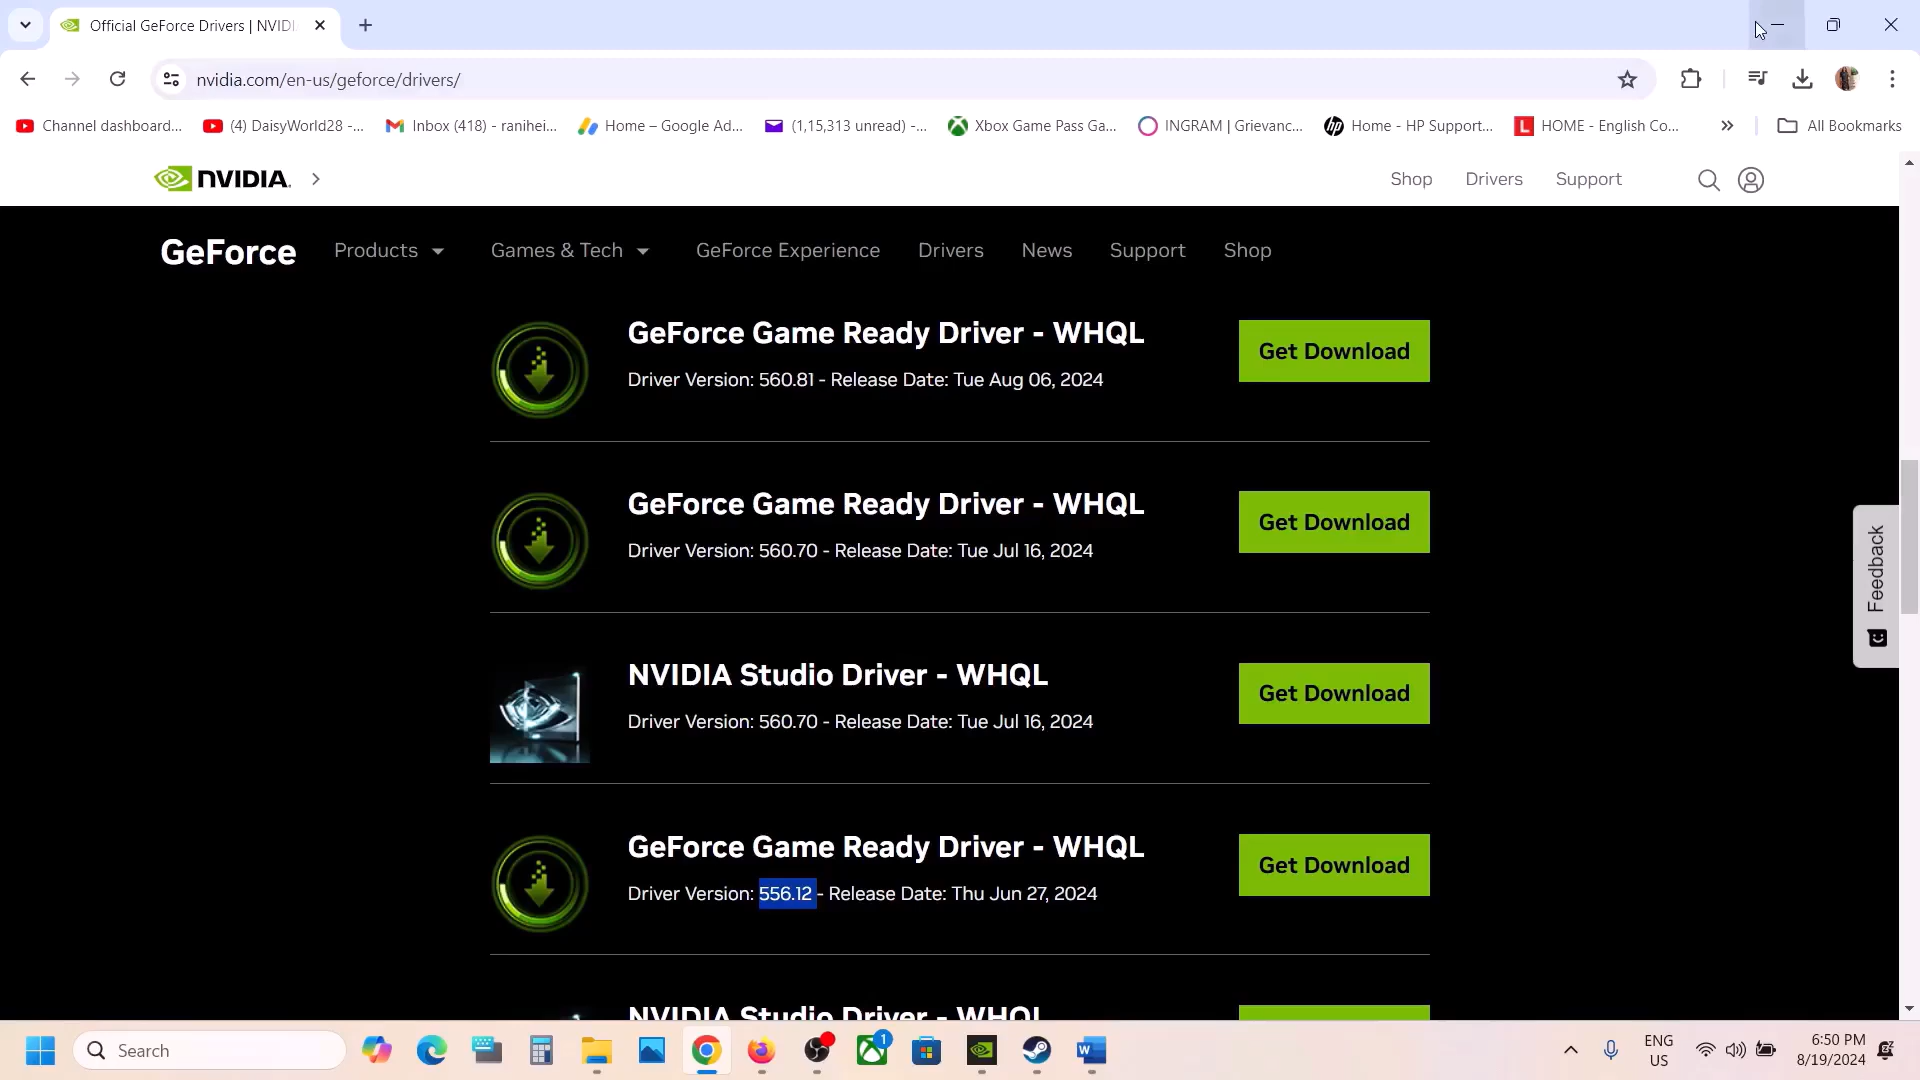 Official GeForce Drivers | NVIDI
nvidia.com/en-us/geforce/drivers/
Channel dashboard...
(4) DaisyWorld28 -...
Inbox (418) - ranihei...
Home – Google Ad...
(1,15,313 unread) -...
Xbox Game Pass Ga...
INGRAM | Grievanc...
Home - HP Support...
HOME - English Co...
All Bookmarks
NVIDIA.
Shop
Drivers
Support
GeForce
Products
Games & Tech
GeForce Experience
Drivers
News
Support
Shop
GeForce Game Ready Driver - WHQL
Driver Version: 560.81 - Release Date: Tue Aug 06, 2024
Get Download
GeForce Game Ready Driver - WHQL
Driver Version: 560.70 - Release Date: Tue Jul 16, 2024
Get Download
NVIDIA Studio Driver - WHQL
Driver Version: 560.70 - Release Date: Tue Jul 16, 2024
Get Download
GeForce Game Ready Driver - WHQL
Driver Version: 556.12 - Release Date: Thu Jun 27, 2024
Get Download
NVIDIA Studio Driver - WHQL
Feedback
Search
1
ENG
US
6:50 PM
8/19/2024